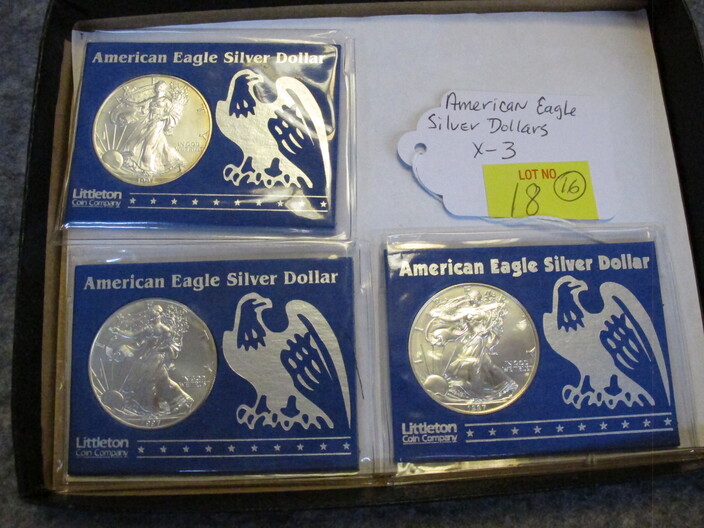 American Eagle Silver Dollar
Littleton
Coin Company
American Eagle
Silver Dollars
X-3
LOT NO
18
16
American Eagle Silver Dollar
Littleton
Coin Company
American Eagle Silver Dollar
Littleton
Coin Company